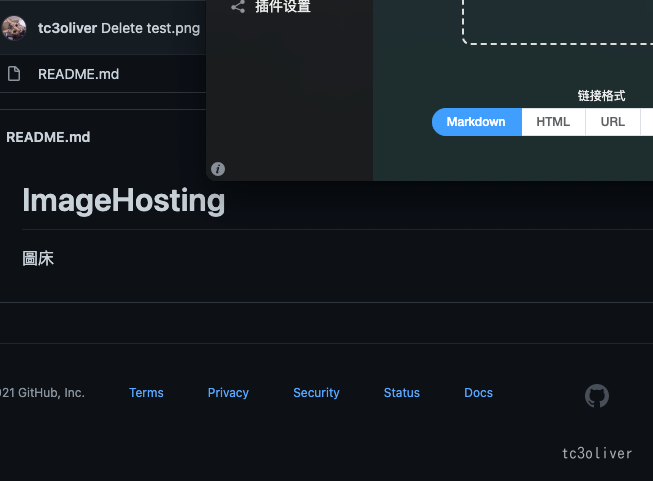 tc3oliver Delete test.png
README.md
插件设置
链接格式
Markdown HTML URL
README.md
ImageHosting
圖床
21 GitHub, Inc. Terms Privacy Security Status Docs
tc3oliver